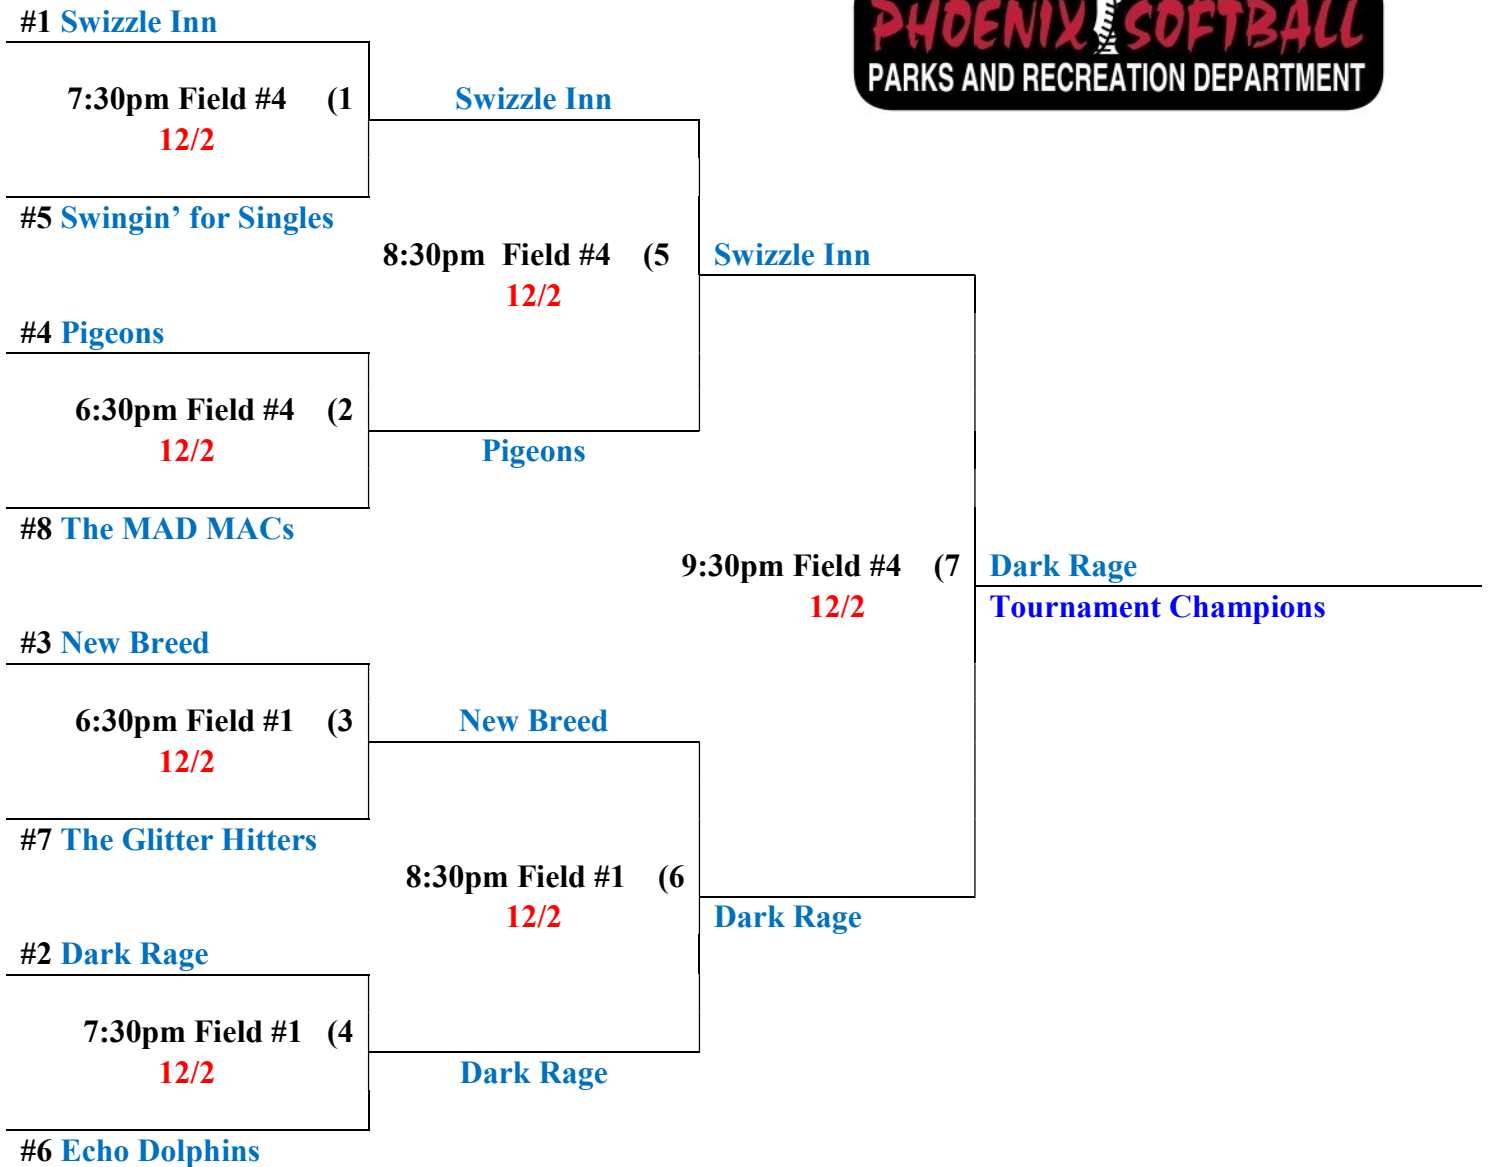 PHOENIX SOFTBALL
PARKS AND RECREATION DEPARTMENT
#1 Swizzle Inn
7:30pm Field #4 (1
12/2
Swizzle Inn
#5 Swingin’ for Singles
8:30pm Field #4 (5
12/2
Swizzle Inn
#4 Pigeons
6:30pm Field #4 (2
12/2
Pigeons
#8 The MAD MACs
9:30pm Field #4 (7
12/2
Dark Rage
Tournament Champions
#3 New Breed
6:30pm Field #1 (3
12/2
New Breed
#7 The Glitter Hitters
8:30pm Field #1 (6
12/2
Dark Rage
#2 Dark Rage
7:30pm Field #1 (4
12/2
Dark Rage
#6 Echo Dolphins